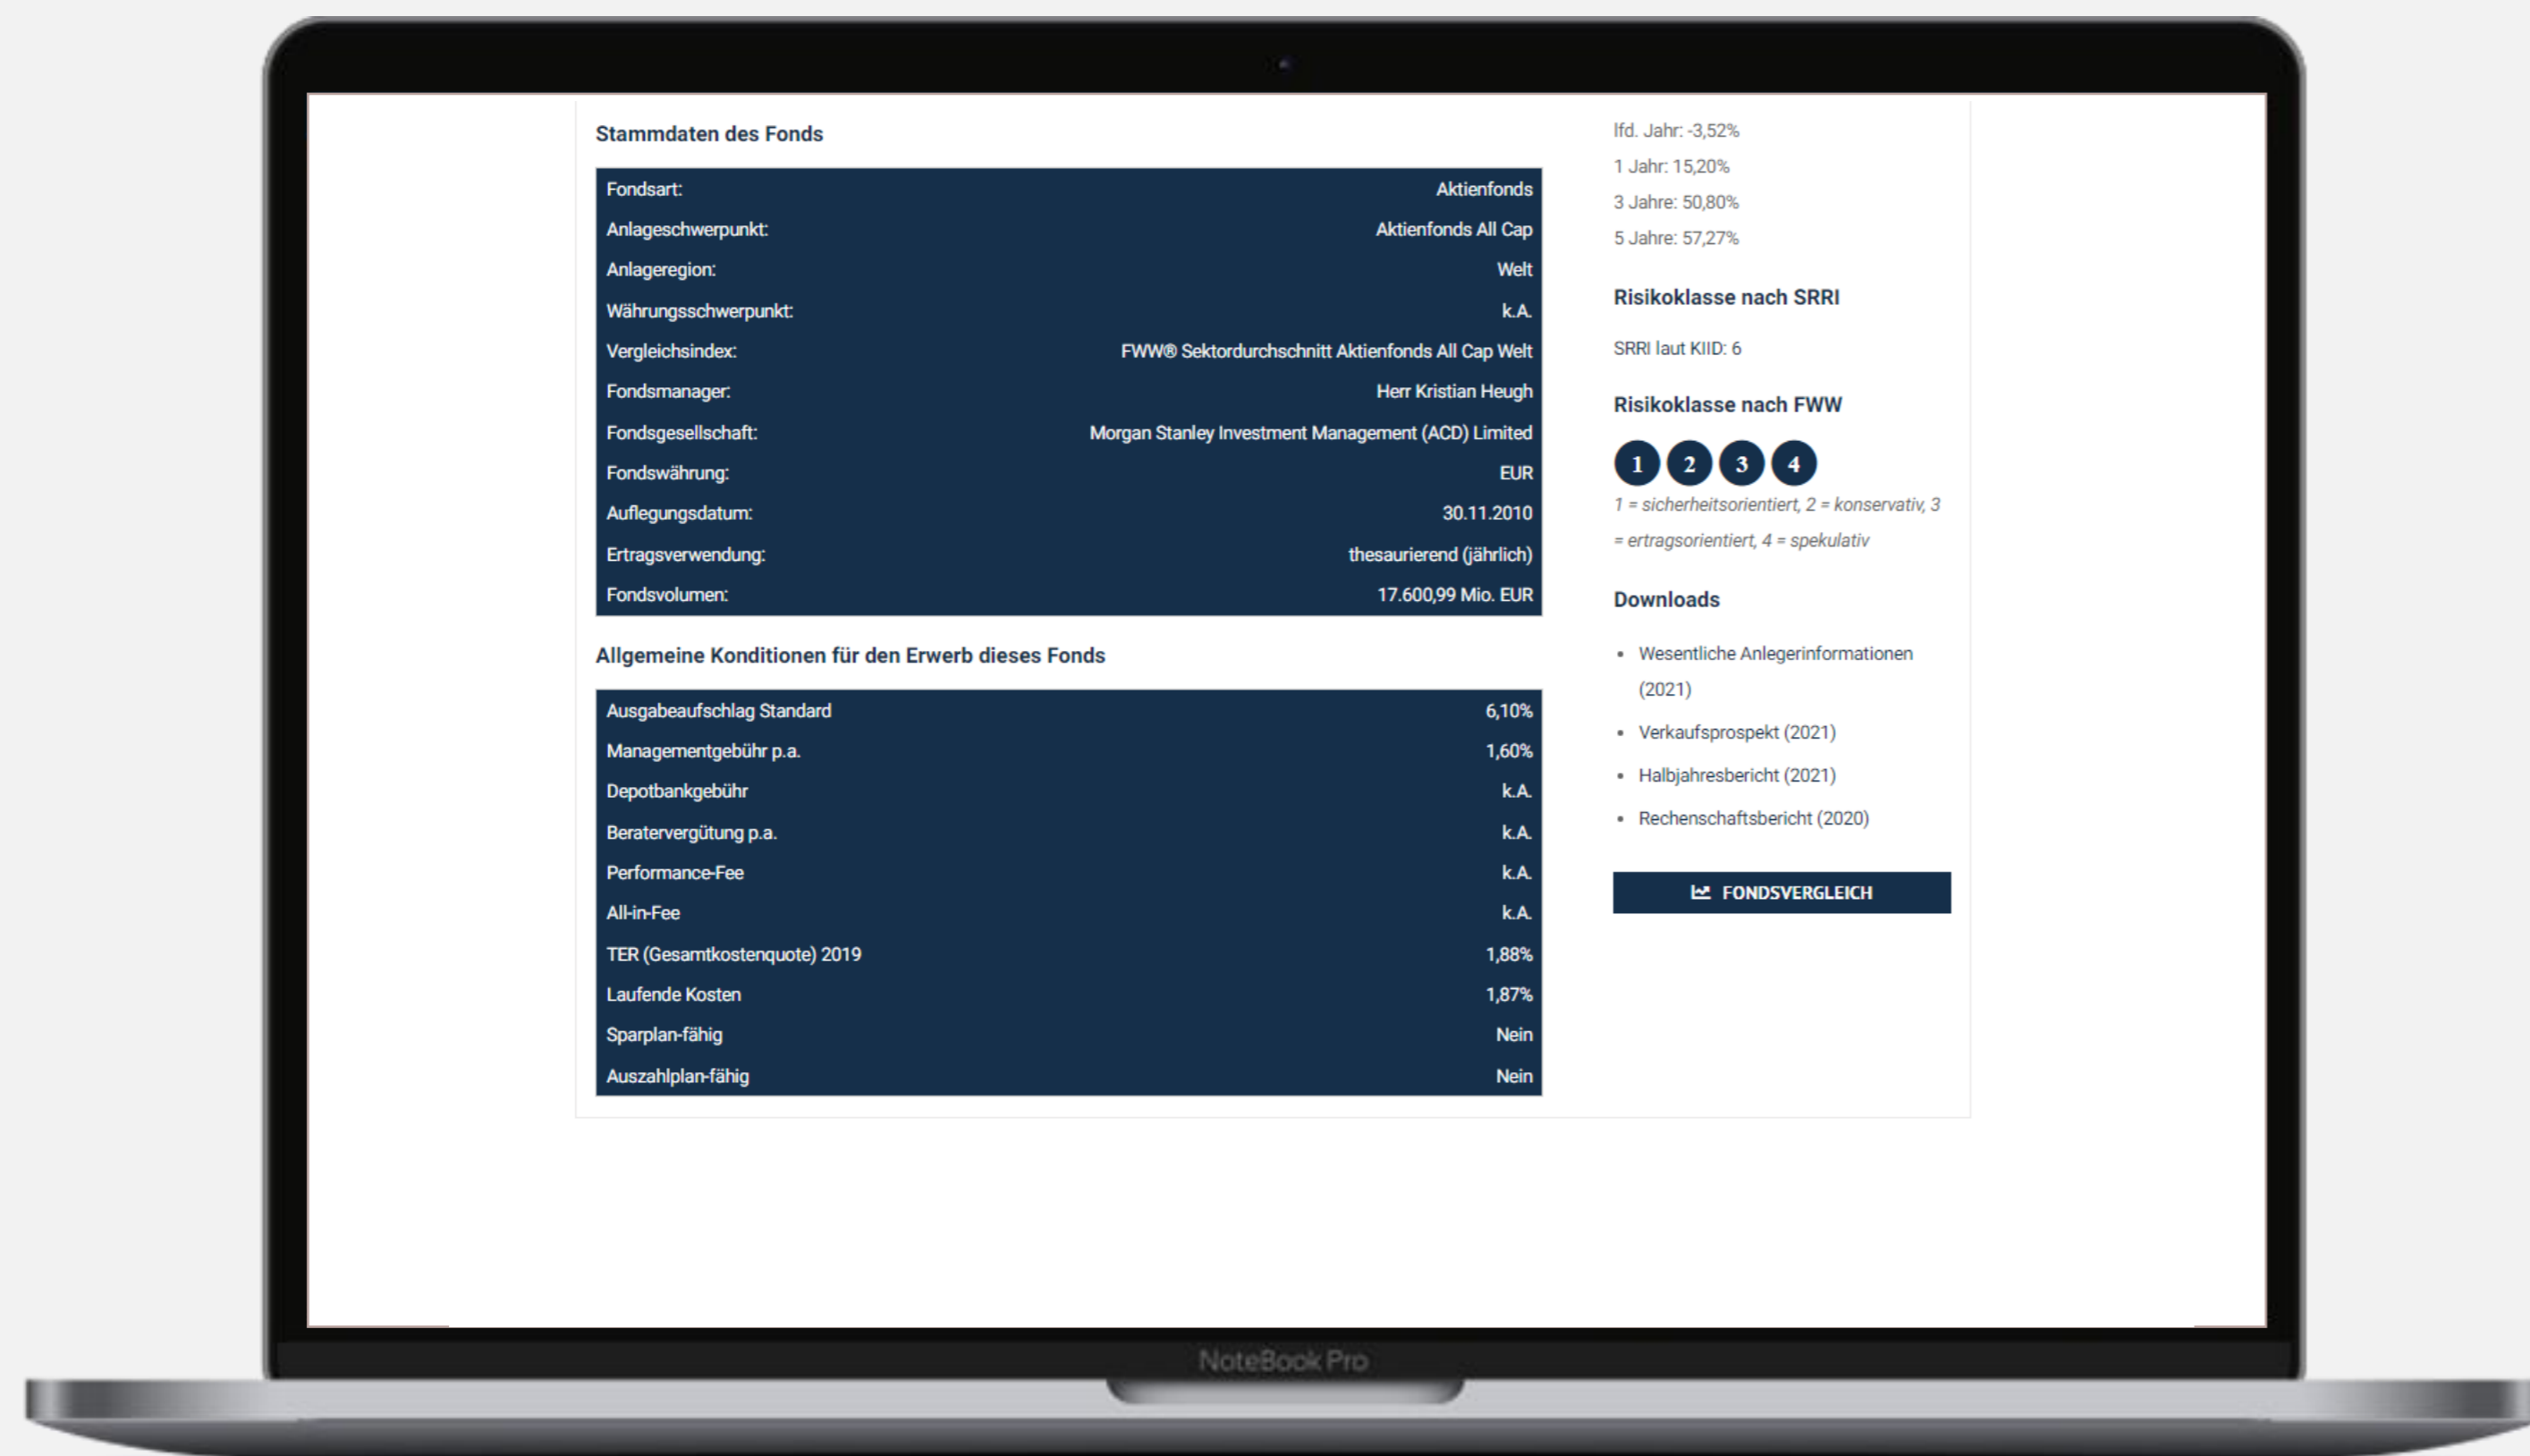 Stammdaten des Fonds
Fondsart: Aktienfonds
Anlageschwerpunkt: Aktienfonds All Cap
Anlageregion: Welt
Währungsschwerpunkt: k.A.
Vergleichsindex: FWW® Sektordurchschnitt Aktienfonds All Cap Welt
Fondsmanager: Herr Kristian Heugh
Fondsgesellschaft: Morgan Stanley Investment Management (ACD) Limited
Fondswährung: EUR
Auflegungsdatum: 30.11.2010
Ertragsverwendung: thesaurierend (jährlich)
Fondsvolumen: 17.600,99 Mio. EUR
Allgemeine Konditionen für den Erwerb dieses Fonds
Ausgabeaufschlag Standard 6,10%
Managementgebühr p.a. 1,60%
Depotbankgebühr k.A.
Beratervergütung p.a. k.A.
Performance-Fee k.A.
All-in-Fee k.A.
TER (Gesamtkostenquote) 2019 1,88%
Laufende Kosten 1,87%
Sparplan-fähig Nein
Auszahlplan-fähig Nein
lfd. Jahr: -3,52%
1 Jahr: 15,20%
3 Jahre: 50,80%
5 Jahre: 57,27%
Risikoklasse nach SRRI
SRRI laut KIID: 6
Risikoklasse nach FWW
1 2 3 4
1 = sicherheitsorientiert, 2 = konservativ, 3
= ertragsorientiert, 4 = spekulativ
Downloads
• Wesentliche Anlegerinformationen
(2021)
• Verkaufsprospekt (2021)
• Halbjahresbericht (2021)
• Rechenschaftsbericht (2020)
FONDSVERGLEICH
NoteBook Pro